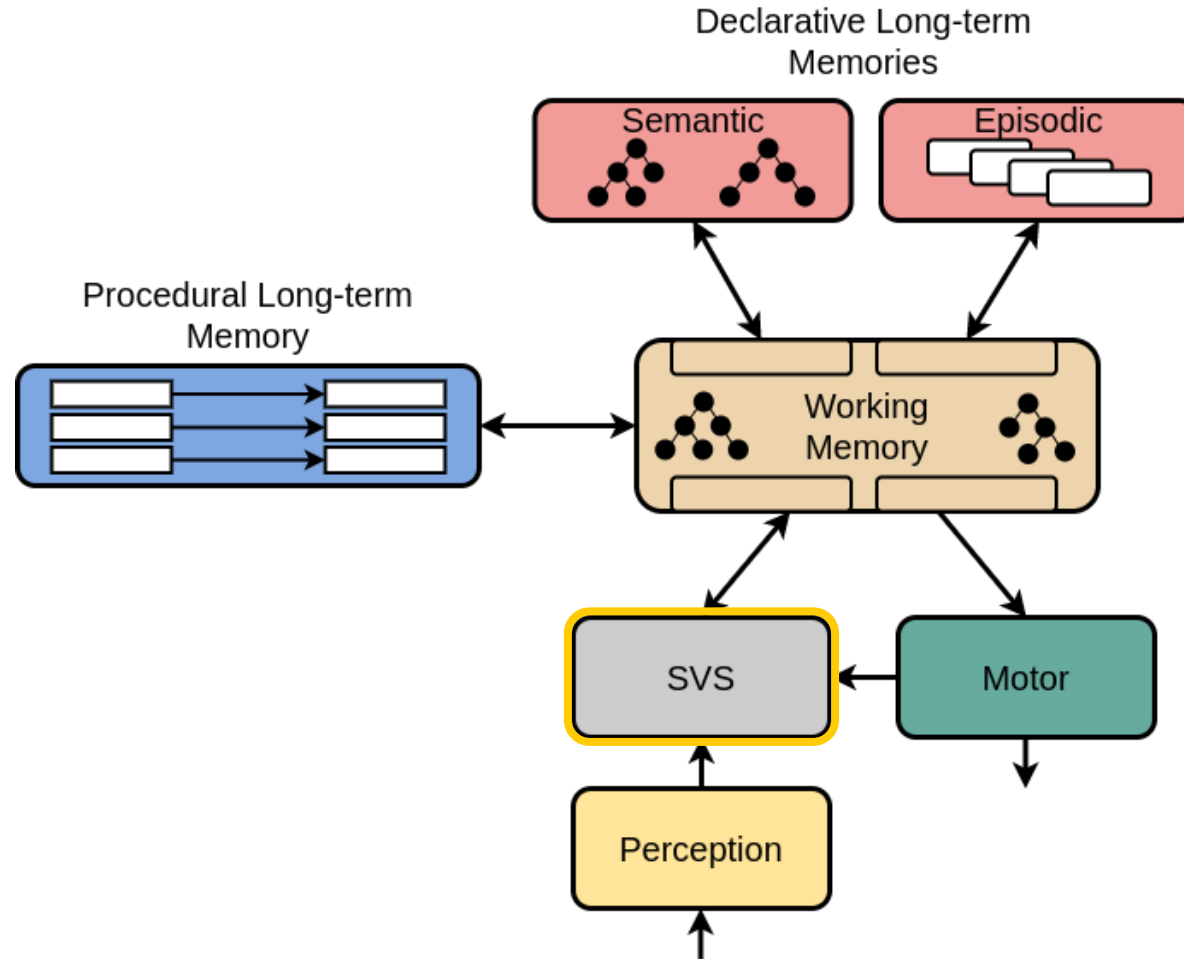 Declarative Long-term
Memories
Semantic
Episodic
Procedural Long-term
Memory
Working
Memory
SVS
Motor
Perception